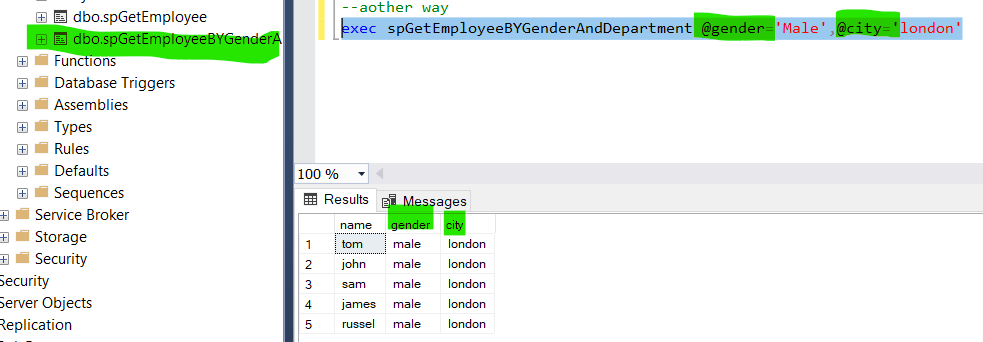 dbo.spGetEmployee
dbo.spGetEmployeeBYGenderA
Functions
Database Triggers
Assemblies
Types
Rules
Defaults
Sequences
Service Broker
Storage
Security
Security
Server Objects
Replication
--aother way
exec spGetEmployeeBYGenderAndDepartment @gender='Male',@city='london'
100 %
Results Messages
name gender city
1 tom male london
2 john male london
3 sam male london
4 james male london
5 russel male london